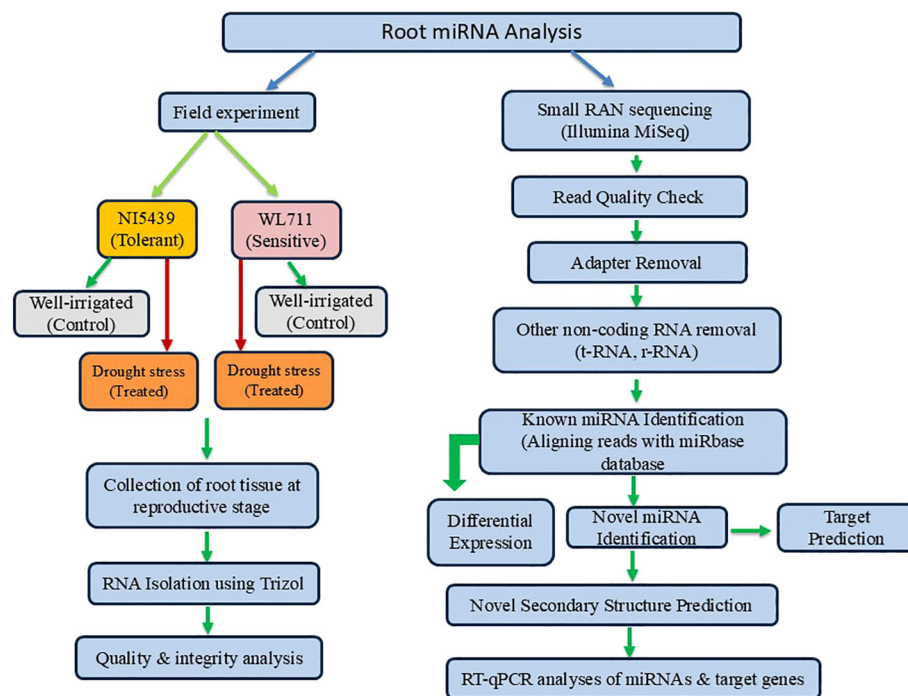 Root miRNA Analysis
Field experiment
NI5439
(Tolerant)
WL711
(Sensitive)
Well-irrigated
(Control)
Well-irrigated
(Control)
Drought stress
(Treated)
Drought stress
(Treated)
Collection of root tissue at
reproductive stage
RNA Isolation using Trizol
Quality & integrity analysis
Small RAN sequencing
(Illumina MiSeq)
Read Quality Check
Adapter Removal
Other non-coding RNA removal
(t-RNA, r-RNA)
Known miRNA Identification
(Aligning reads with miRbase
database
Differential
Expression
Novel miRNA
Identification
Target
Prediction
Novel Secondary Structure Prediction
RT-qPCR analyses of miRNAs & target genes